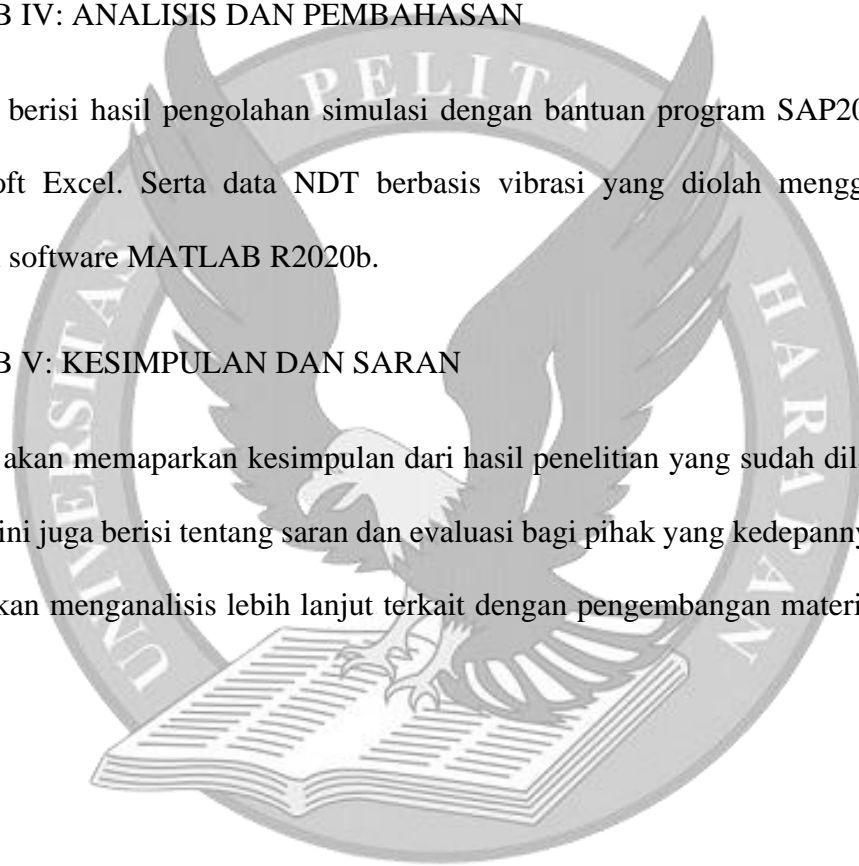 B IV: ANALISIS DAN PEMBAHASAN
berisi hasil pengolahan simulasi dengan bantuan program SAP20
oft Excel. Serta data NDT berbasis vibrasi yang diolah mengg
software MATLAB R2020b.
B V: KESIMPULAN DAN SARAN
akan memaparkan kesimpulan dari hasil penelitian yang sudah dil
ini juga berisi tentang saran dan evaluasi bagi pihak yang kedepanny
kan menganalisis lebih lanjut terkait dengan pengembangan materi
UNIVERSITAS PELITA HARAPAN